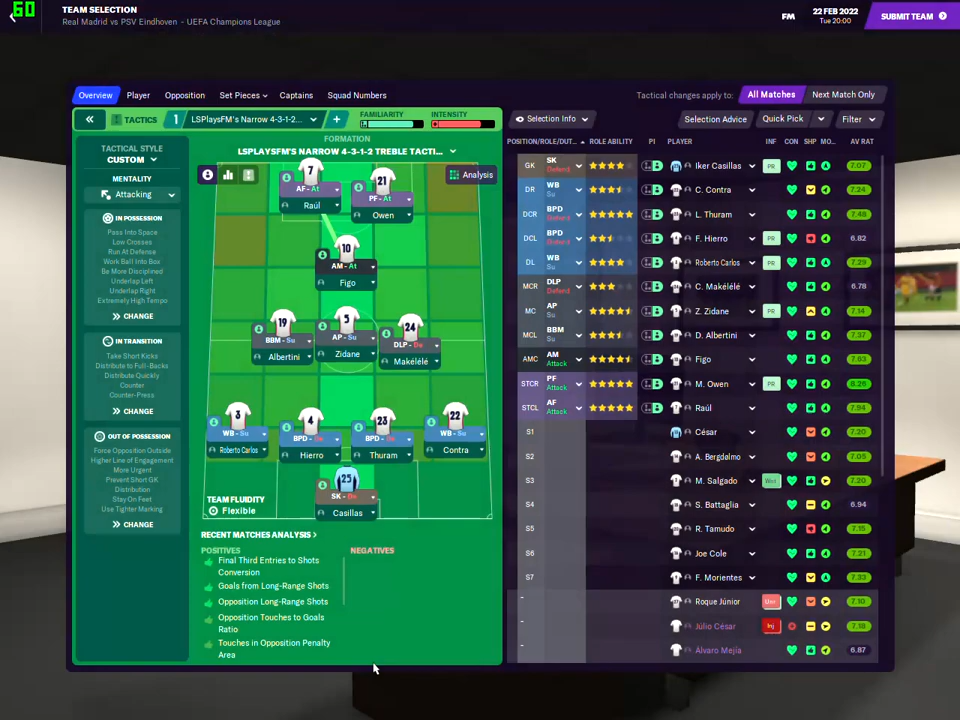 60
TEAM SELECTION
Real Madrid vs PSV Eindhoven - UEFA Champions League
FM
22 FEB 2022
Tue 20:00
SUBMIT TEAM
Overview Player Opposition Set Pieces Captains Squad Numbers
Tactical changes apply to: All Matches Next Match Only
TACTICS 1 LSPlaysFM's Narrow 4-3-1-2... + FAMILIARITY INTENSITY
TACTICAL STYLE
CUSTOM
MENTALITY
Attacking
IN POSSESSION
Pass Into Space
Low Crosses
Run At Defense
Work Ball Into Box
Be More Disciplined
Underlap Left
Underlap Right
Extremely High Tempo
CHANGE
IN TRANSITION
Take Short Kicks
Distribute to Full-Backs
Distribute Quickly
Counter
Counter-Press
CHANGE
OUT OF POSSESSION
Force Opposition Outside
Higher Line of Engagement
More Urgent
Prevent Short GK
Distribution
Stay On Feet
Use Tighter Marking
CHANGE
FORMATION
LSPLAYSFM'S NARROW 4-3-1-2 TREBLE TACTI...
Analysis
7
AF - At
Raúl
21
PF - At
Owen
10
AM - At
Figo
19
BBM - Su
Albertini
5
AP - Su
Zidane
24
DLP - De
Makélélé
3
WB - Su
Roberto Carlos
4
BPD - De
Hierro
23
BPD - De
Thuram
22
WB - Su
Contra
25
SK - De
Casillas
TEAM FLUIDITY
Flexible
RECENT MATCHES ANALYSIS
POSITIVES
Final Third Entries to Shots
Conversion
Goals from Long-Range Shots
Opposition Long-Range Shots
Opposition Touches to Goals
Ratio
Touches in Opposition Penalty
Area
NEGATIVES
Selection Info Selection Advice Quick Pick Filter
POSITION/ROLE/DUT... ROLE ABILITY PI PLAYER INF CON SHP MO... AV RAT
GK SK Defend Iker Casillas PR 7.07
DR WB Su C. Contra 7.24
DCR BPD Defend L. Thuram 7.48
DCL BPD Defend F. Hierro PR 6.82
DL WB Su Roberto Carlos PR 7.29
MCR DLP Defend C. Makélélé 6.78
MC AP Su Z. Zidane PR 7.14
MCL BBM Su D. Albertini 7.37
AMC AM Attack Figo 7.63
STCR PF Attack M. Owen PR 8.26
STCL AF Attack Raúl 7.94
S1 César 7.20
S2 A. Bergdølmo 7.05
S3 M. Salgado Wnt 7.20
S4 S. Battaglia 6.94
S5 R. Tamudo 7.15
S6 Joe Cole 7.21
S7 F. Morientes 7.33
- Roque Júnior 7.10
- Júlio César Inj 7.18
- Álvaro Mejía 6.87